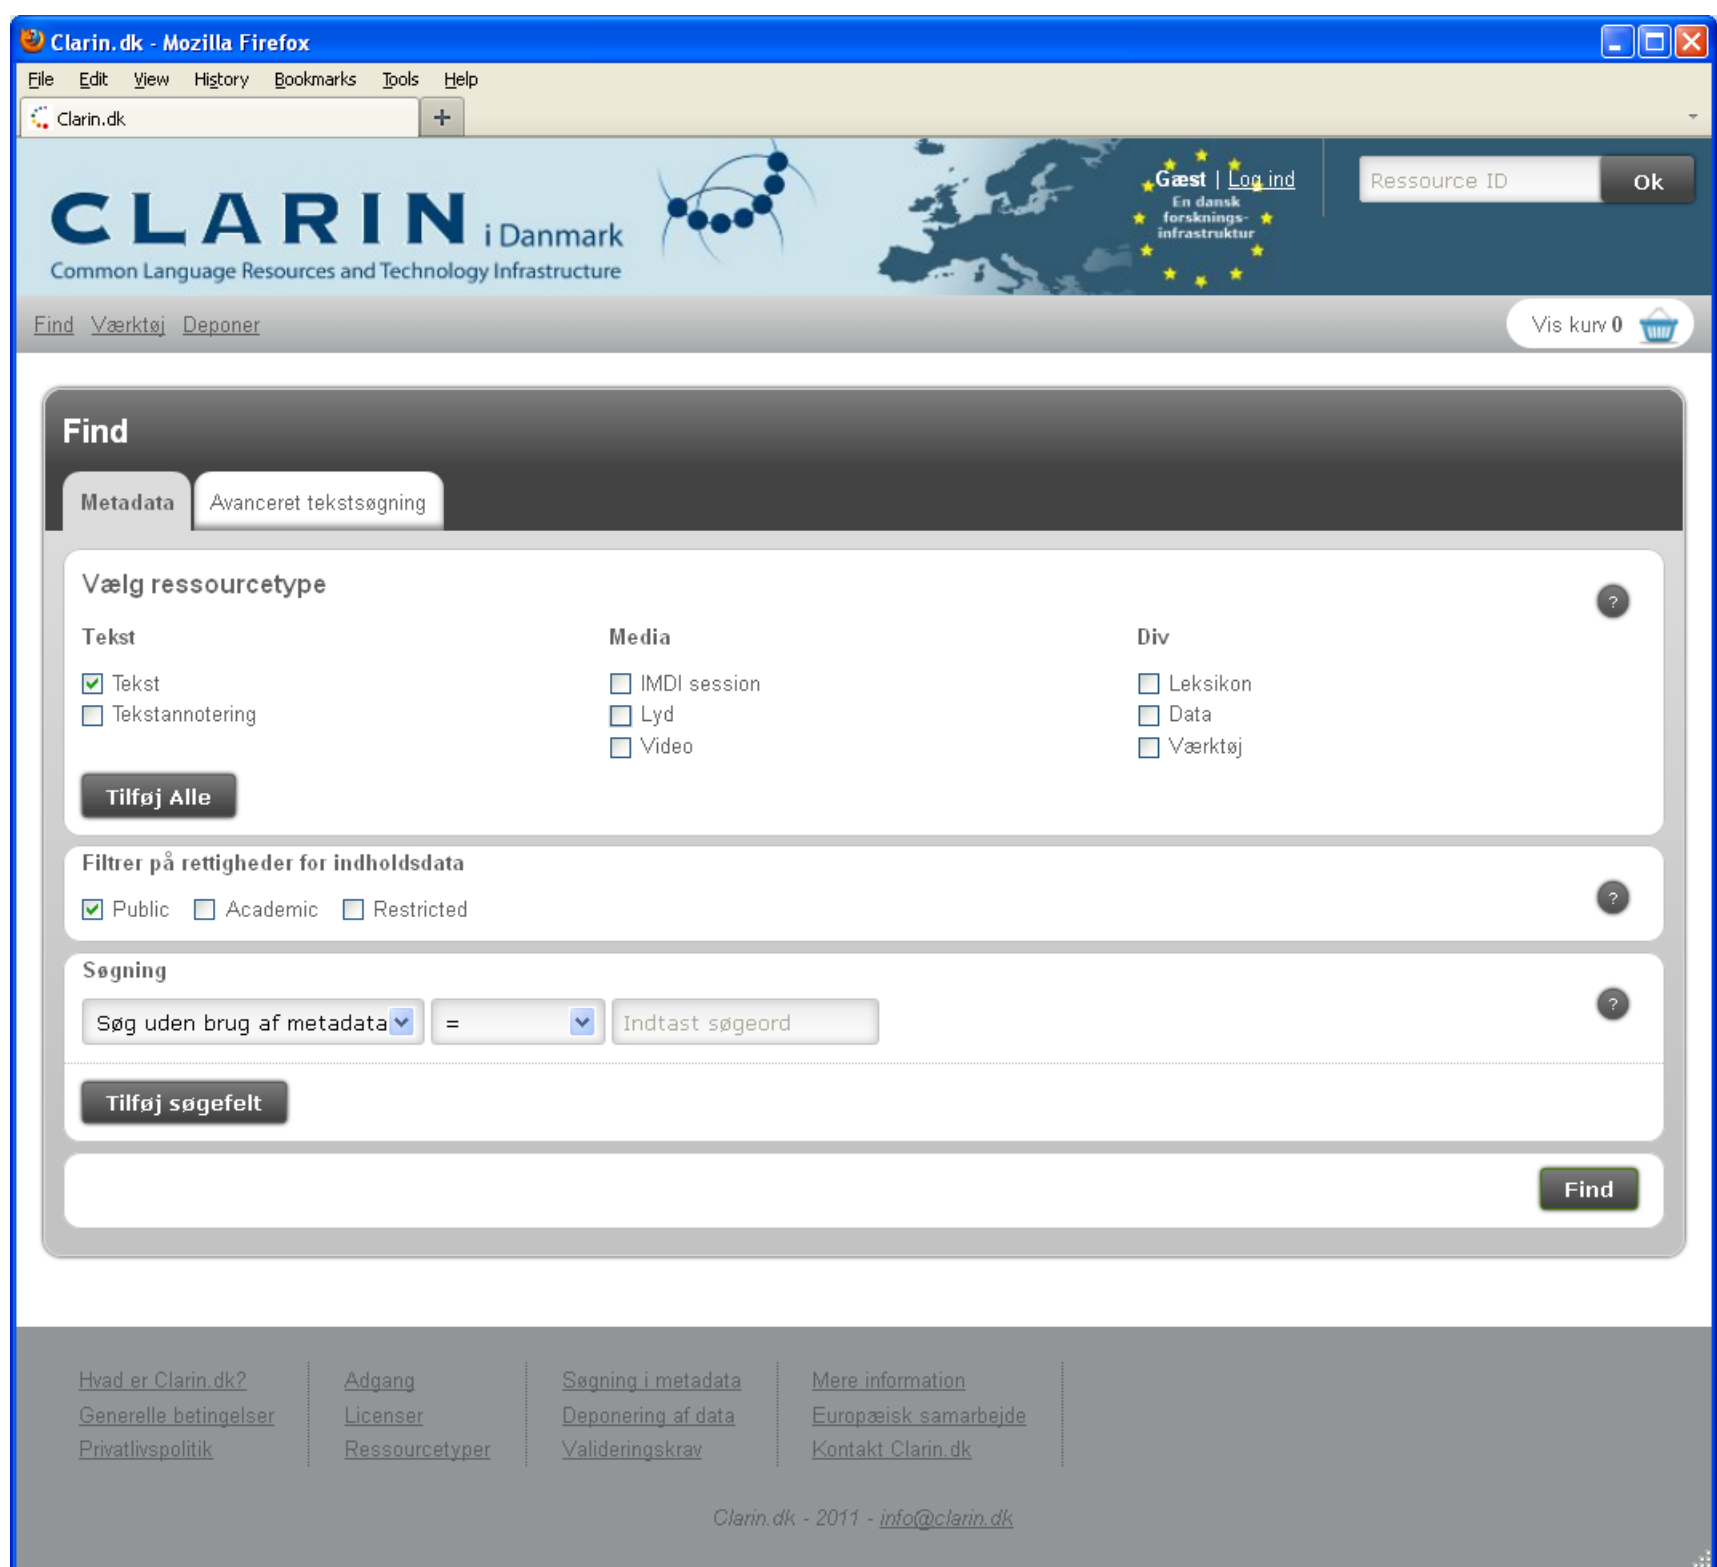 Clarin.dk - Mozilla Firefox
File Edit View History Bookmarks Tools Help
Clarin.dk
CLARIN i Danmark
Common Language Resources and Technology Infrastructure
Gæst | Log ind
En dansk
forsknings-
infrastruktur
Ressource ID Ok
Find Værktøj Deponer
Vis kurv 0
Find
Metadata Avanceret tekstsøgning
Vælg ressourcetype
?
Tekst Media Div
Tekst IMDI session Leksikon
Tekstannotering Lyd Data
Video Værktøj
Tilføj Alle
Filtrer på rettigheder for indholdsdata
?
Public Academic Restricted
Søgning
?
Søg uden brug af metadata = Indtast søgeord
Tilføj søgefelt
Find
Hvad er Clarin.dk? Adgang Søgning i metadata Mere information
Generelle betingelser Licenser Deponering af data Europæisk samarbejde
Privatlivspolitik Ressourcetyper Valideringskrav Kontakt Clarin.dk
Clarin.dk - 2011 - info@clarin.dk